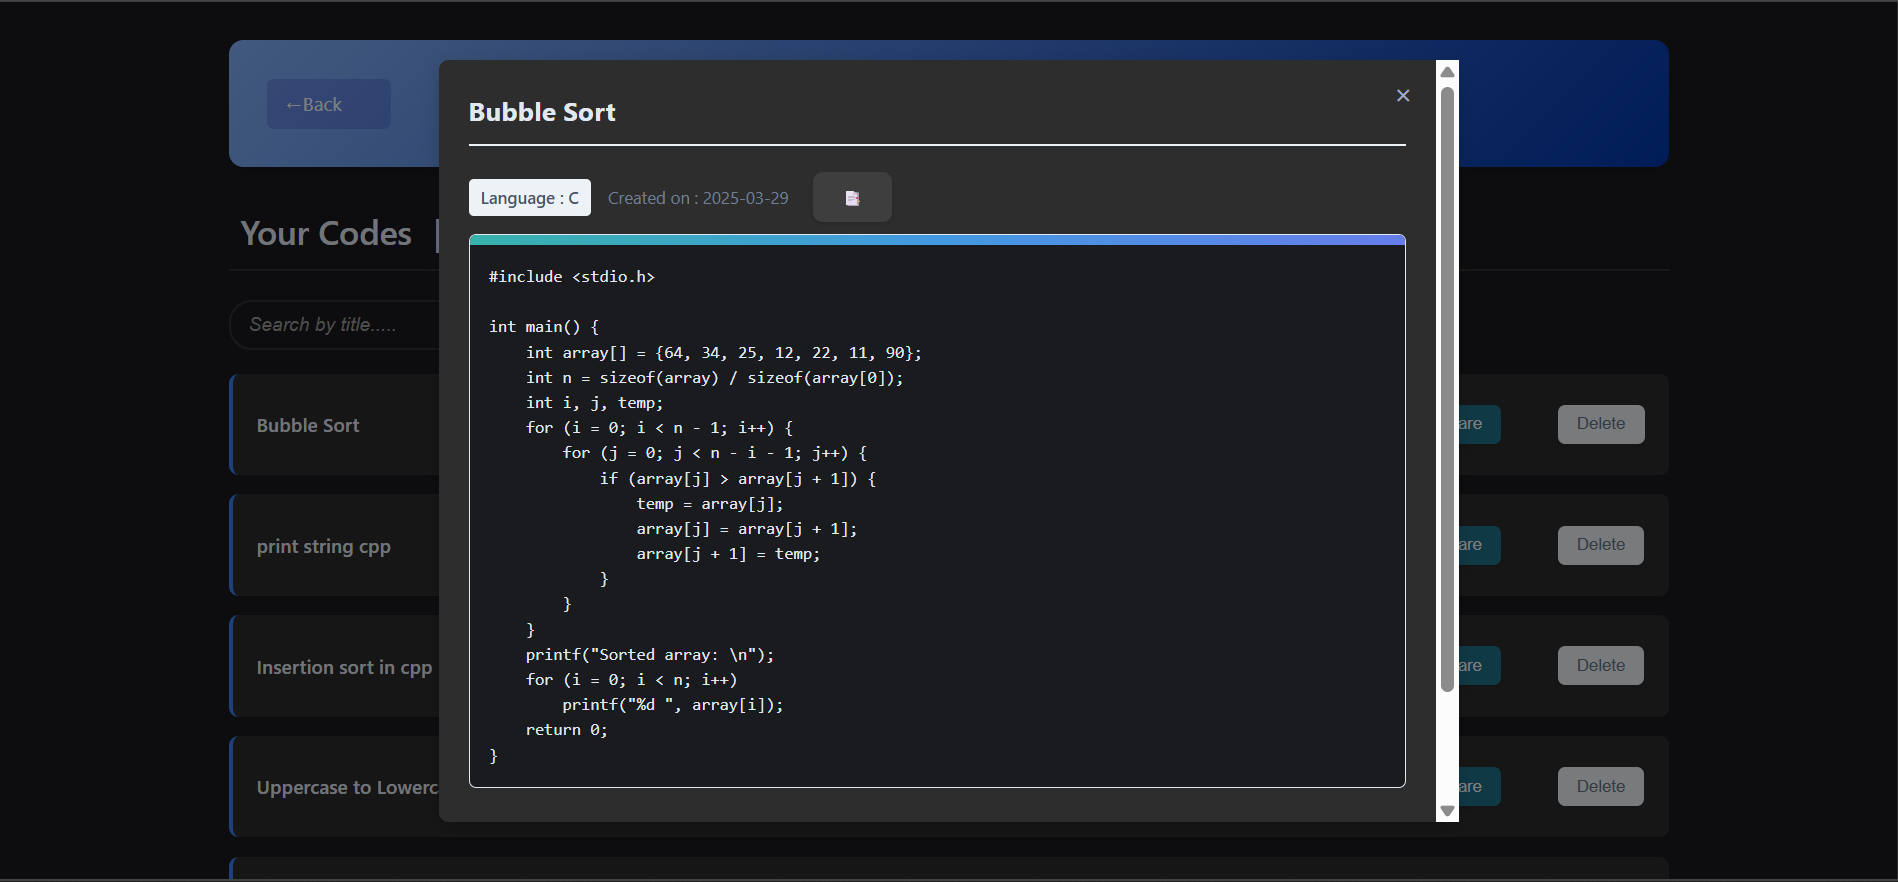 ←Back
Your Codes
Search by title.....
Bubble Sort
print string cpp
Insertion sort in cpp
Uppercase to Lowerc
Bubble Sort
×
Language : C
Created on : 2025-03-29
#include <stdio.h>

int main() {
    int array[] = {64, 34, 25, 12, 22, 11, 90};
    int n = sizeof(array) / sizeof(array[0]);
    int i, j, temp;
    for (i = 0; i < n - 1; i++) {
        for (j = 0; j < n - i - 1; j++) {
            if (array[j] > array[j + 1]) {
                temp = array[j];
                array[j] = array[j + 1];
                array[j + 1] = temp;
            }
        }
    }
    printf("Sorted array: \n");
    for (i = 0; i < n; i++)
        printf("%d ", array[i]);
    return 0;
}
are
Delete
are
Delete
are
Delete
are
Delete